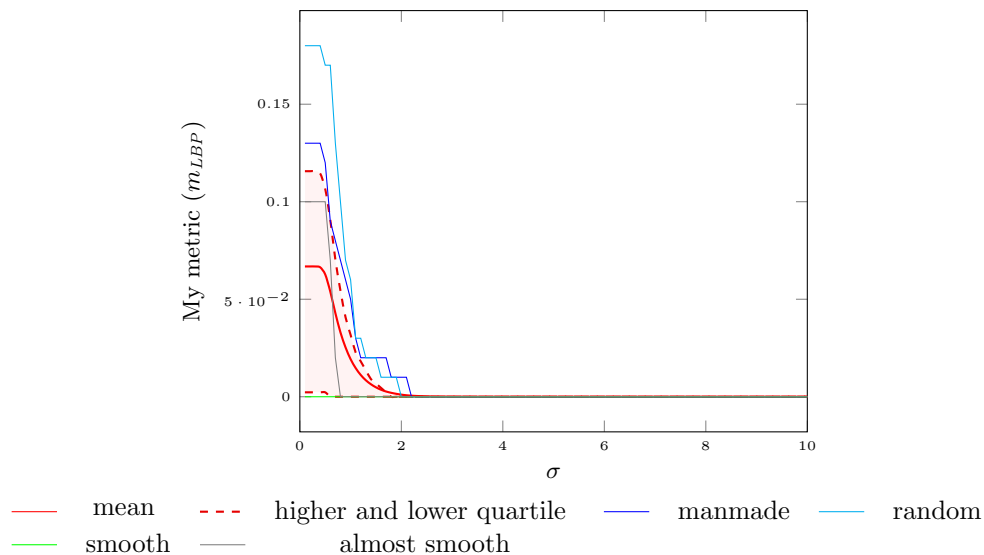 My metric (m_LBP)
0.15
0.1
5 · 10^−2
0
0 2 4 6 8 10
σ
mean higher and lower quartile manmade random
smooth almost smooth